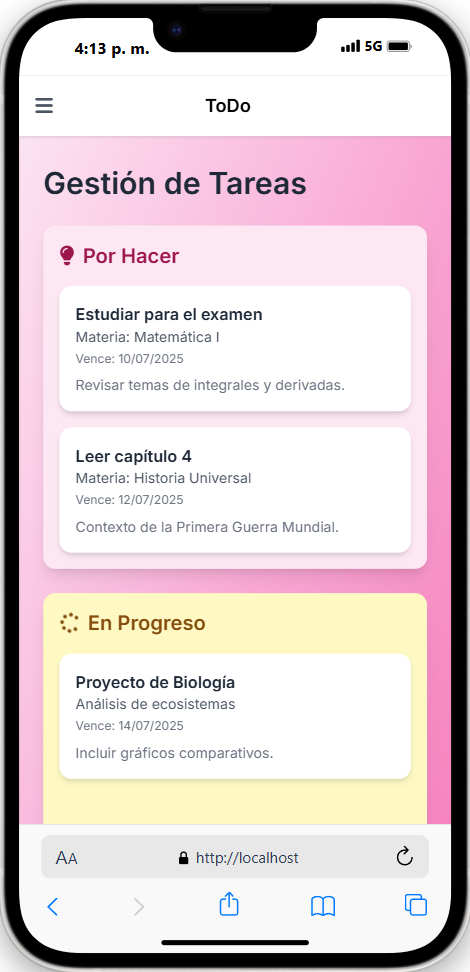 4:13 p. m.
5G
ToDo
Gestión de Tareas
Por Hacer
Estudiar para el examen
Materia: Matemática I
Vence: 10/07/2025
Revisar temas de integrales y derivadas.
Leer capítulo 4
Materia: Historia Universal
Vence: 12/07/2025
Contexto de la Primera Guerra Mundial.
En Progreso
Proyecto de Biología
Análisis de ecosistemas
Vence: 14/07/2025
Incluir gráficos comparativos.
AA
http://localhost